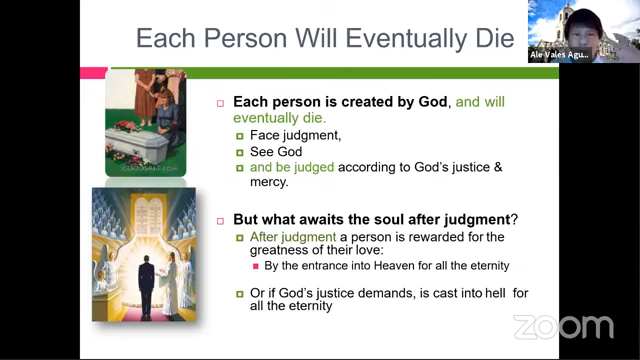 Each Person Will Eventually Die
Ale Vales Agu...
Each person is created by God, and will
eventually die.
Face judgment,
See God
and be judged according to God's justice &
mercy.
But what awaits the soul after judgment?
After judgment a person is rewarded for the
greatness of their love:
By the entrance into Heaven for all the eternity
Or if God's justice demands, is cast into hell for
all the eternity
zoom